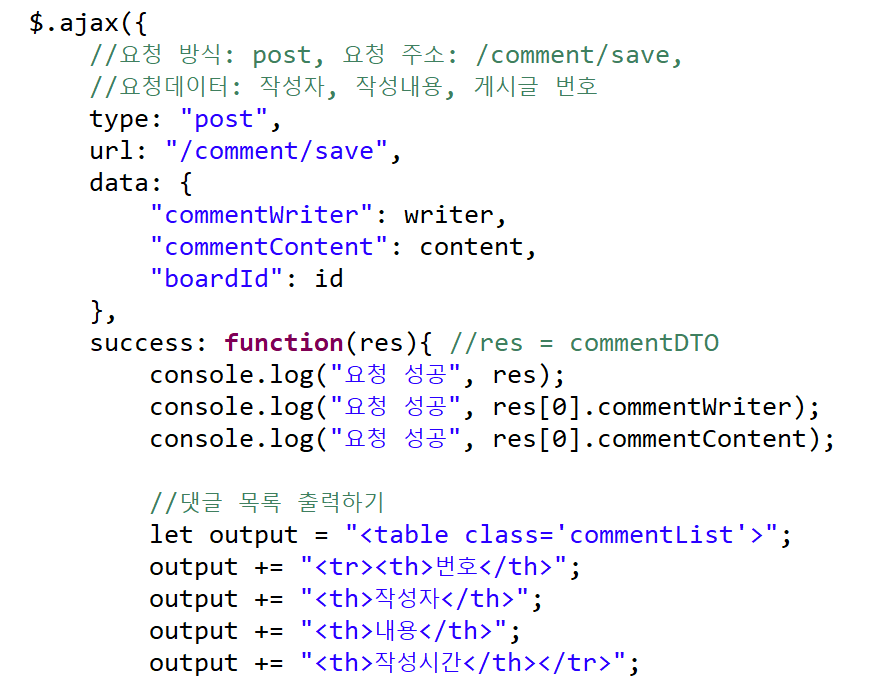 $.ajax({
    //요청 방식: post, 요청 주소: /comment/save,
    //요청데이터: 작성자, 작성내용, 게시글 번호
    type: "post",
    url: "/comment/save",
    data: {
        "commentWriter": writer,
        "commentContent": content,
        "boardId": id
    },
    success: function(res){ //res = commentDTO
        console.log("요청 성공", res);
        console.log("요청 성공", res[0].commentWriter);
        console.log("요청 성공", res[0].commentContent);

        //댓글 목록 출력하기
        let output = "<table class='commentList'>";
        output += "<tr><th>번호</th>";
        output += "<th>작성자</th>";
        output += "<th>내용</th>";
        output += "<th>작성시간</th></tr>";